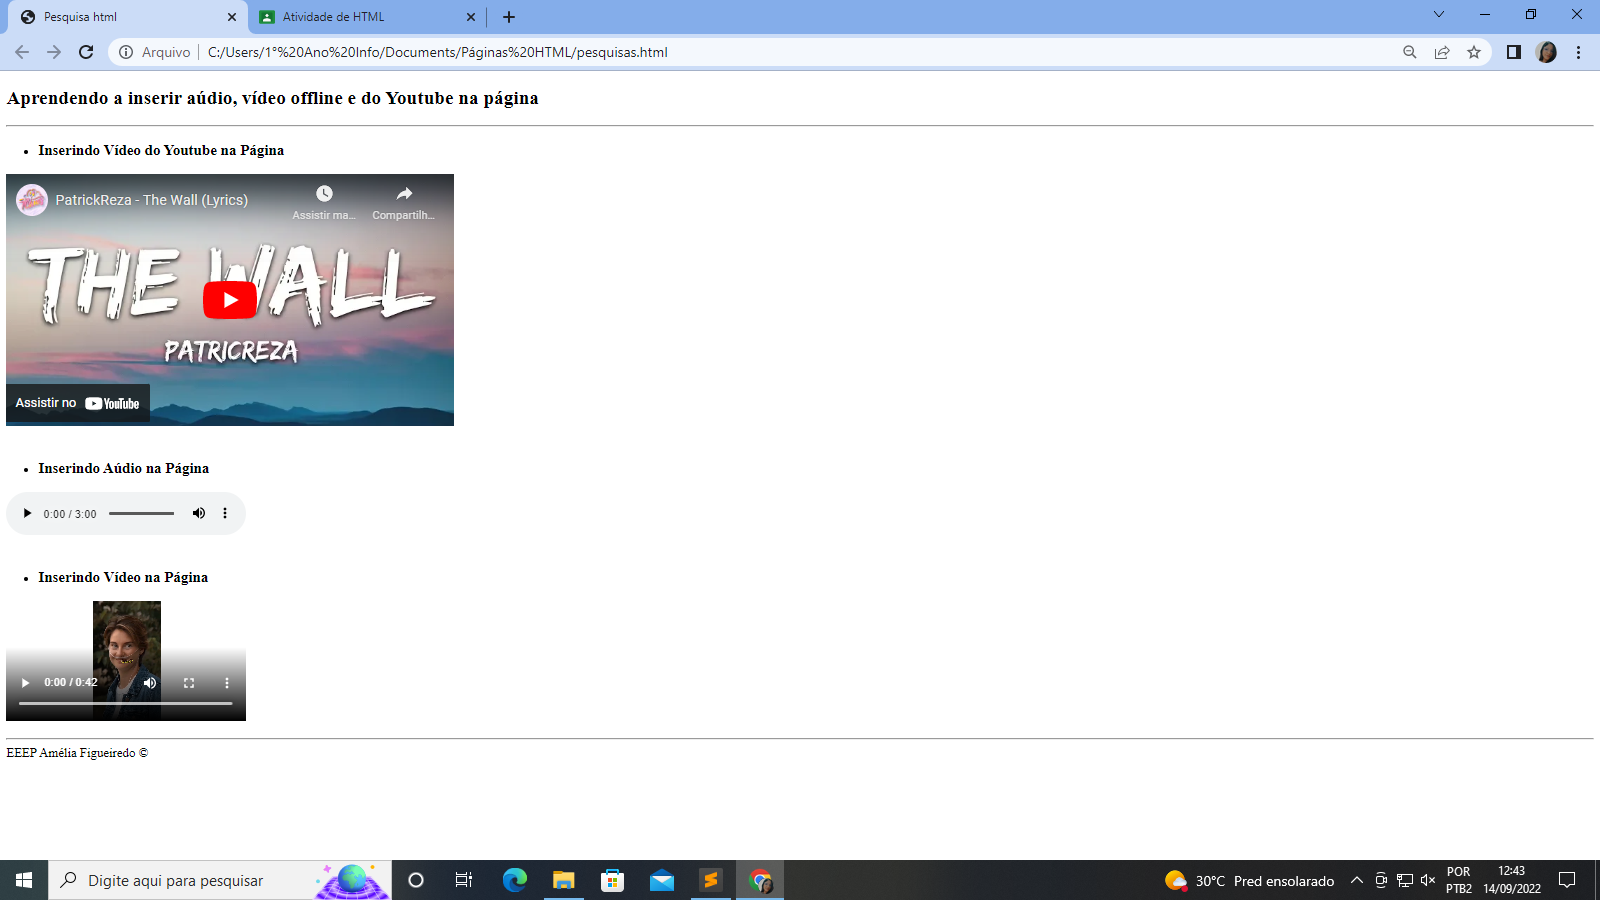 Pesquisa html
Atividade de HTML
Arquivo
C:/Users/1°%20Ano%20Info/Documents/Páginas%20HTML/pesquisas.html
Aprendendo a inserir aúdio, vídeo offline e do Youtube na página
• Inserindo Vídeo do Youtube na Página
PatrickReza - The Wall (Lyrics)
Assistir ma...
Compartilh...
THE WALL
PATRICREZA
Assistir no YouTube
• Inserindo Aúdio na Página
0:00 / 3:00
• Inserindo Vídeo na Página
0:00 / 0:42
EEEP Amélia Figueiredo ©
Digite aqui para pesquisar
30°C Pred ensolarado
POR
PTB2
12:43
14/09/2022